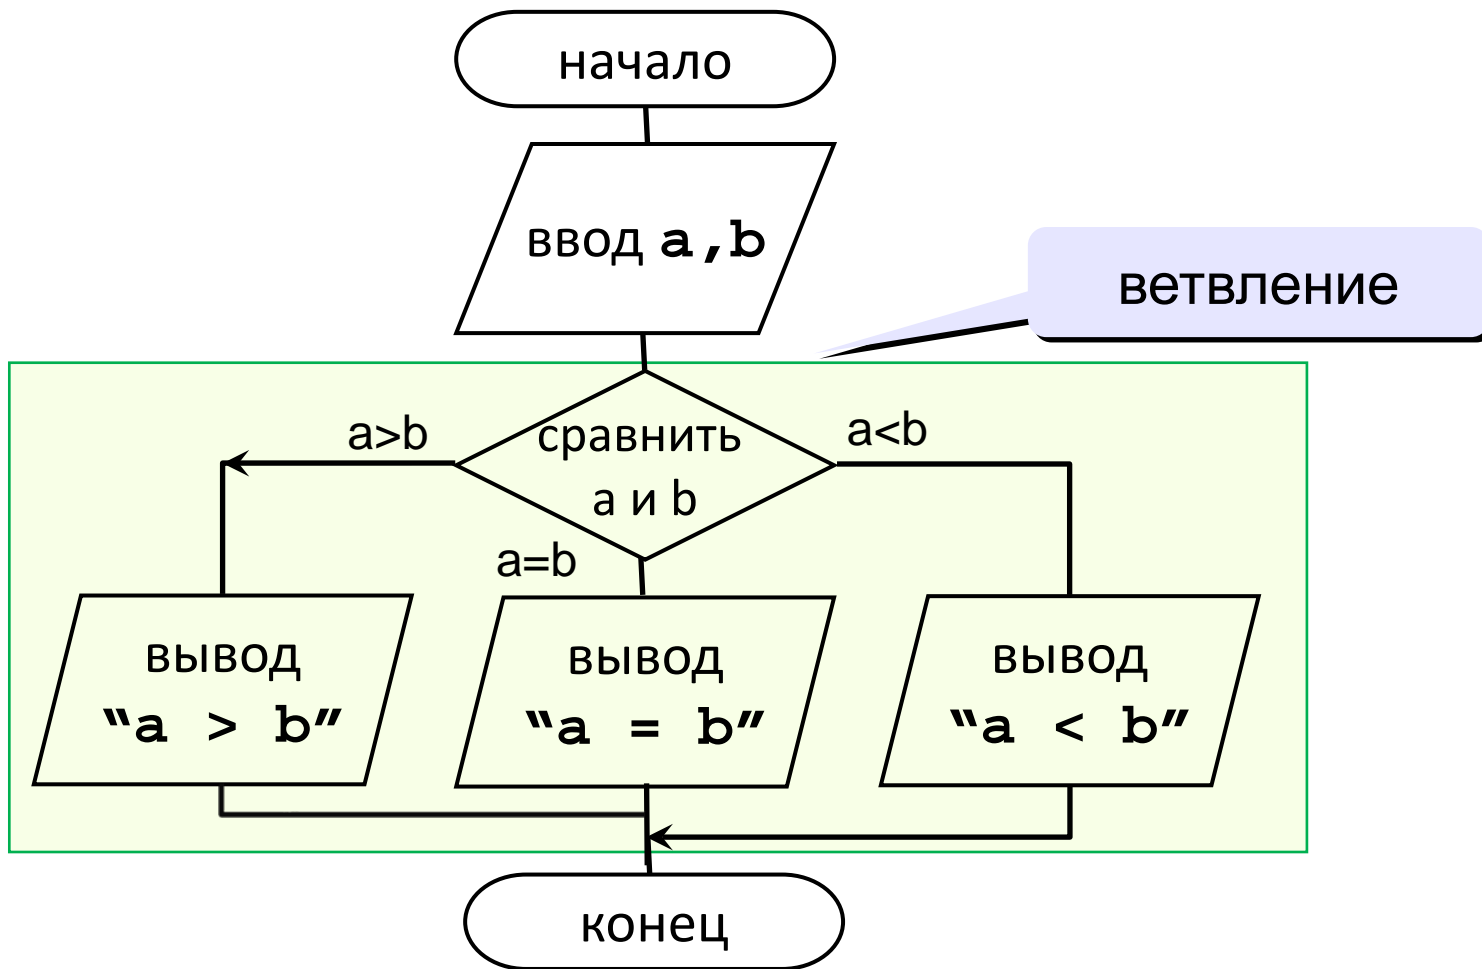 начало
ввод a,b
ветвление
a>b
сравнить
а и b
a<b
a=b
вывод
“a > b”
вывод
“a = b”
вывод
“a < b”
конец